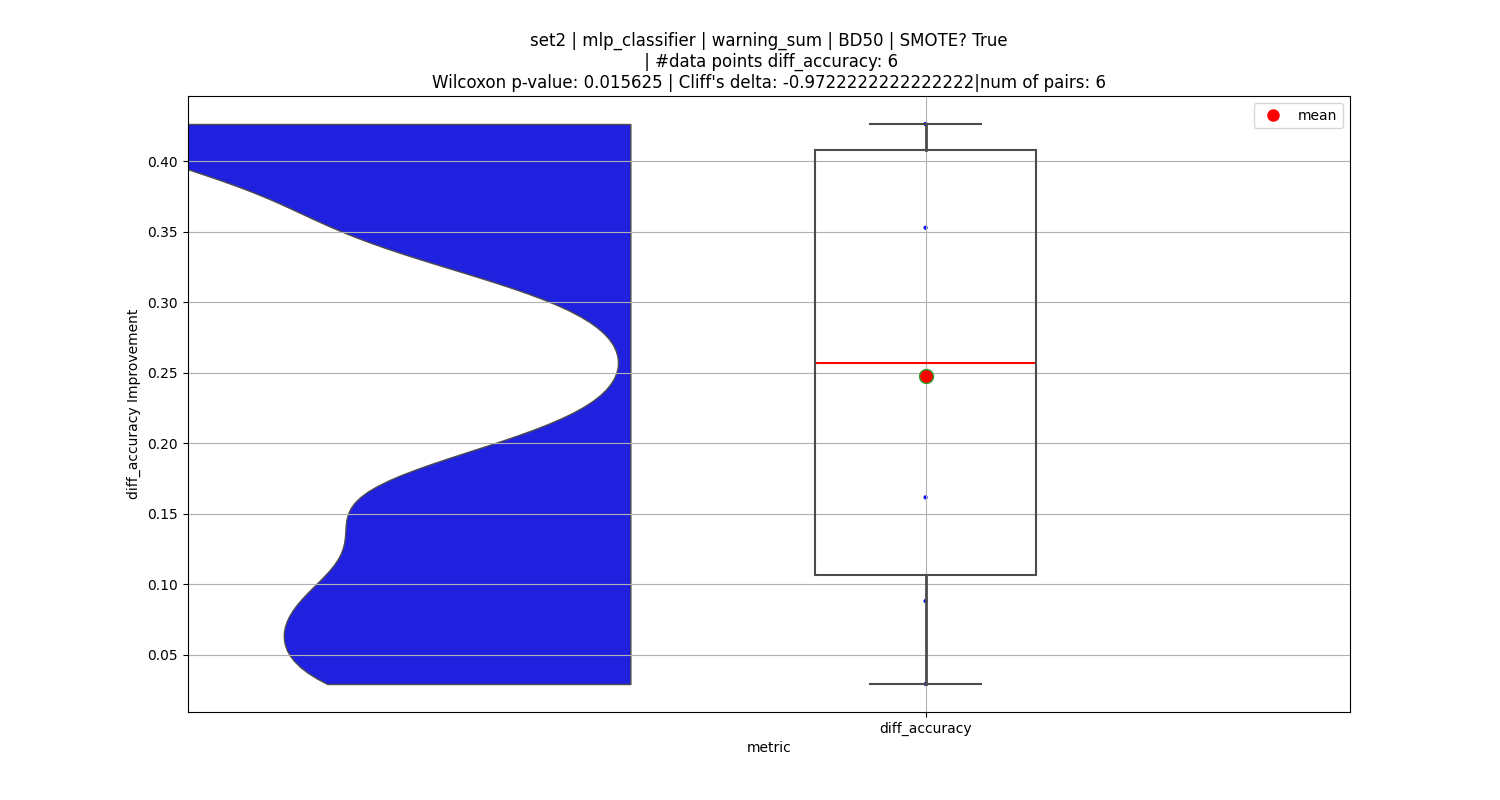 set2 | mlp_classifier | warning_sum | BD50 | SMOTE? True
| #data points diff_accuracy: 6
Wilcoxon p-value: 0.015625 | Cliff's delta: -0.9722222222222222|num of pairs: 6
mean
0.40
0.35
0.30
0.25
0.20
0.15
0.10
0.05
diff_accuracy Improvement
diff_accuracy
metric